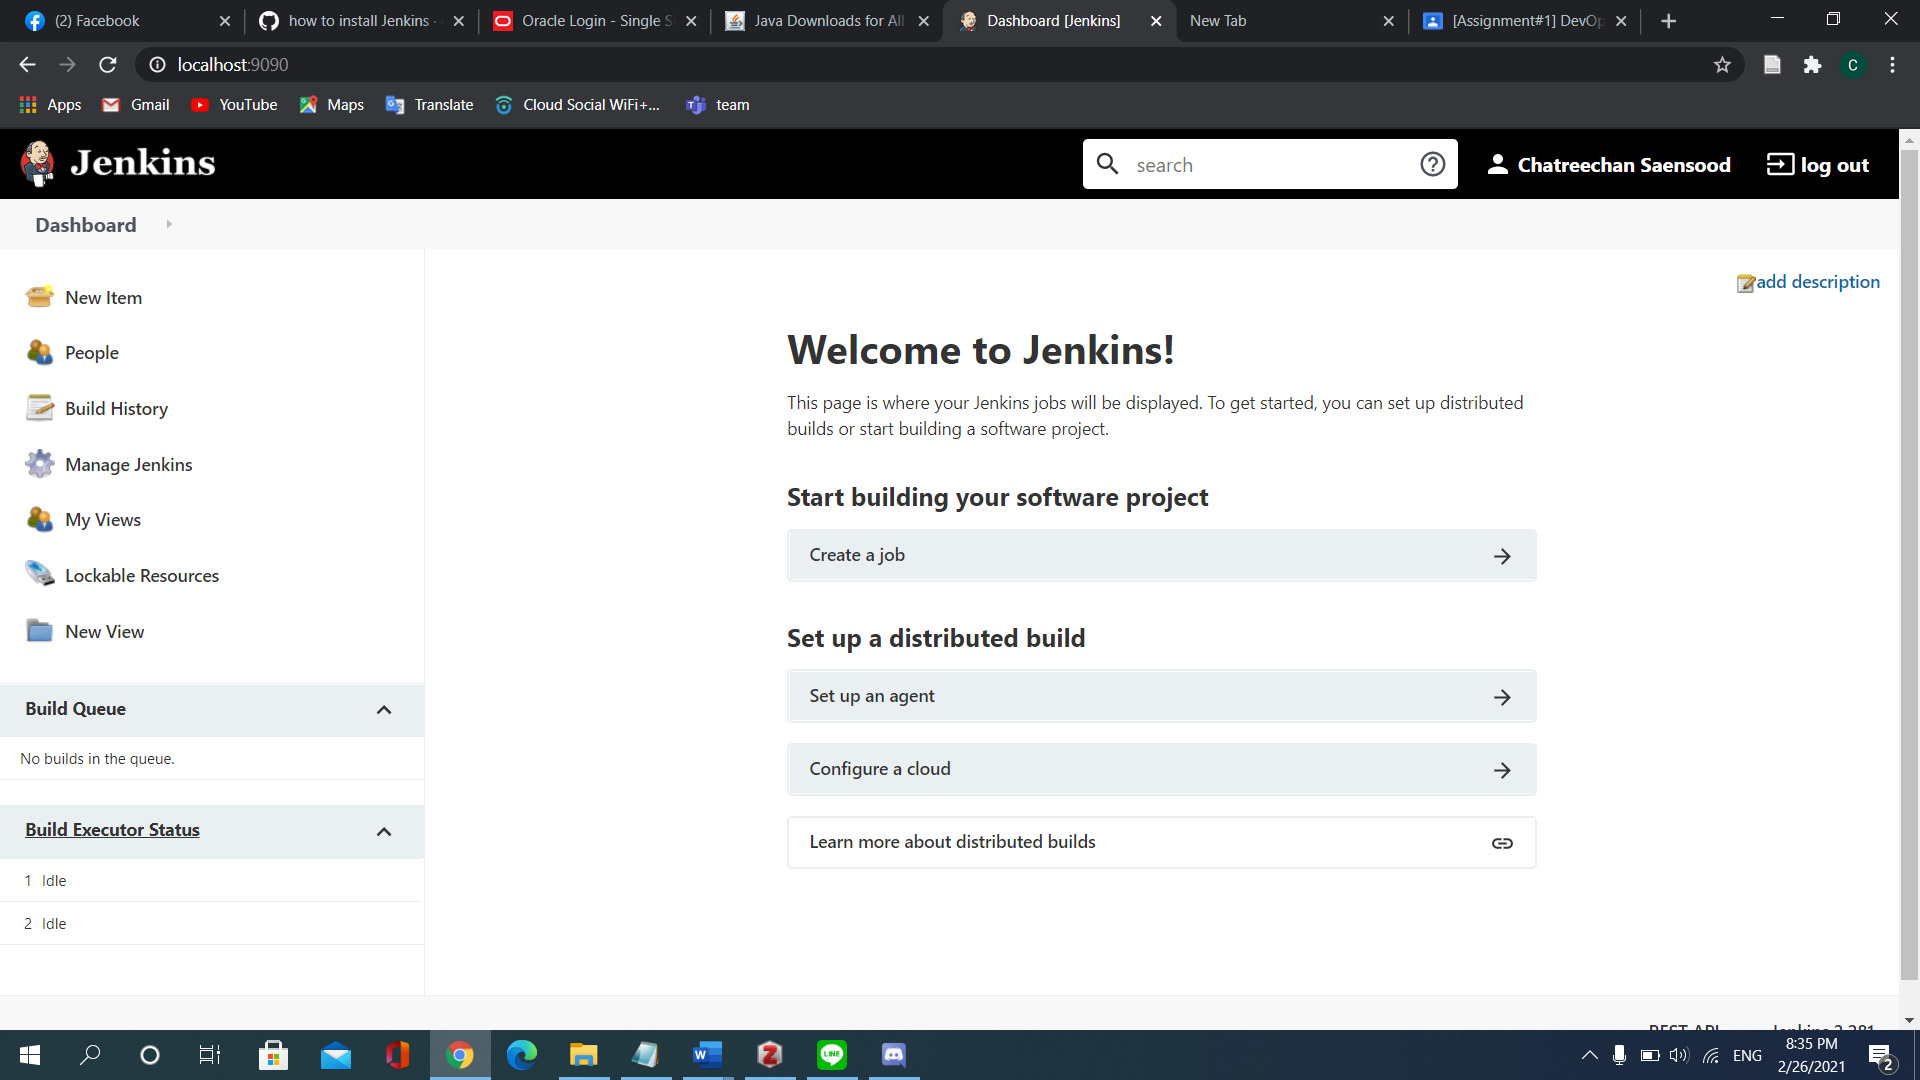 (2) Facebook
how to install Jenkins ·
Oracle Login - Single S
Java Downloads for All
Dashboard [Jenkins]
New Tab
[Assignment#1] DevOp
localhost:9090
C
Apps
Gmail
YouTube
Maps
Translate
Cloud Social WiFi+...
team
Jenkins
search
Chatreechan Saensood
log out
Dashboard
New Item
People
Build History
Manage Jenkins
My Views
Lockable Resources
New View
Build Queue
No builds in the queue.
Build Executor Status
1 Idle
2 Idle
add description
Welcome to Jenkins!
This page is where your Jenkins jobs will be displayed. To get started, you can set up distributed
builds or start building a software project.
Start building your software project
Create a job
Set up a distributed build
Set up an agent
Configure a cloud
Learn more about distributed builds
REST API
Jenkins 2.281
W
Z
LINE
ENG
8:35 PM
2/26/2021
2